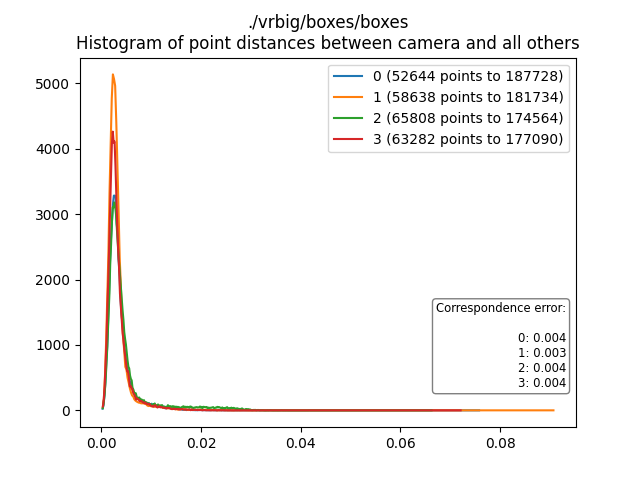 ./vrbig/boxes/boxes
Histogram of point distances between camera and all others
5000
4000
3000
2000
1000
0
0 (52644 points to 187728)
1 (58638 points to 181734)
2 (65808 points to 174564)
3 (63282 points to 177090)
Correspondence error:
0: 0.004
1: 0.003
2: 0.004
3: 0.004
0.00 0.02 0.04 0.06 0.08